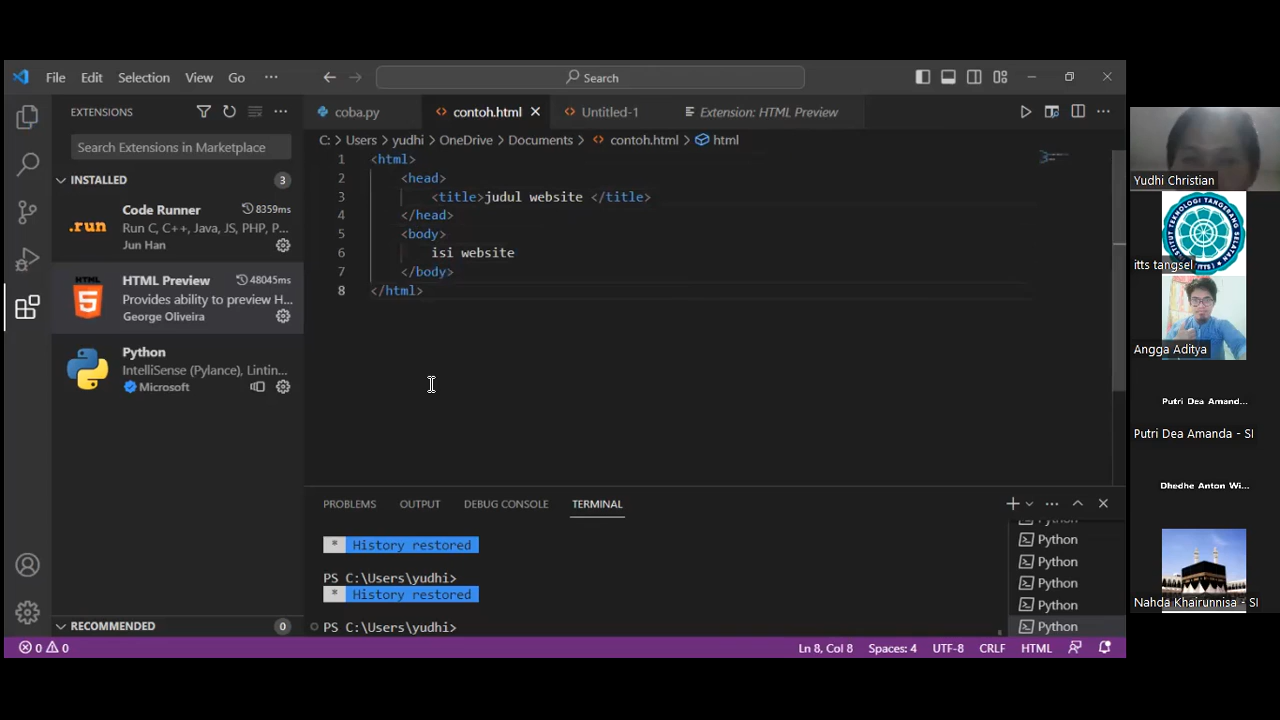 File Edit Selection View Go ··· Search
EXTENSIONS
Search Extensions in Marketplace
INSTALLED 3
Code Runner 8359ms
Run C, C++, Java, JS, PHP, P...
Jun Han
.run
HTML Preview 48045ms
Provides ability to preview H...
George Oliveira
HTML
5
Python
IntelliSense (Pylance), Lintin...
Microsoft
RECOMMENDED 0
coba.py contoh.html Untitled-1 Extension: HTML Preview
C: > Users > yudhi > OneDrive > Documents > contoh.html > html
1 <html>
2 <head>
3 <title>judul website </title>
4 </head>
5 <body>
6 isi website
7 </body>
8 </html>
PROBLEMS OUTPUT DEBUG CONSOLE TERMINAL
* History restored
PS C:\Users\yudhi>
* History restored
PS C:\Users\yudhi>
Python
Python
Python
Python
Python
Python
0 0 Ln 8, Col 8 Spaces: 4 UTF-8 CRLF HTML
Yudhi Christian
itts tangsel
Angga Aditya
Putri Dea Amand...
Putri Dea Amanda - SI
Dhedhe Anton Wi...
Nahda Khairunnisa - SI